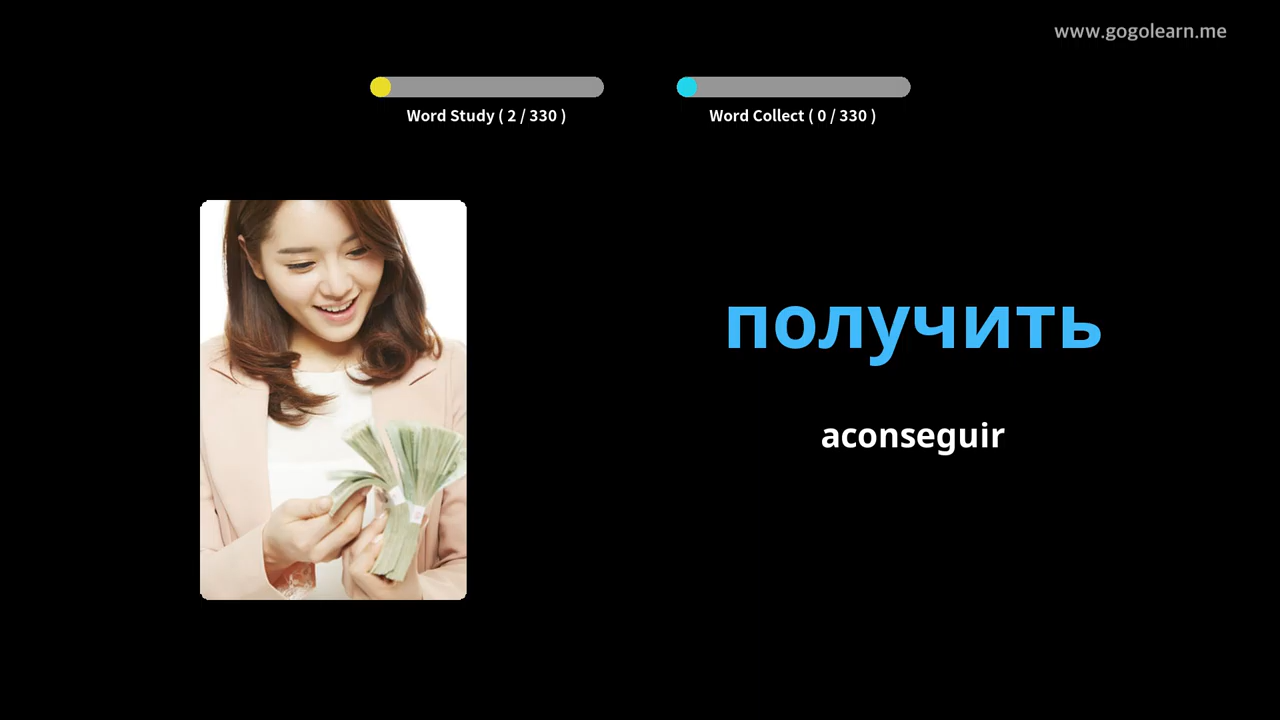 www.gogolearn.me
Word Study ( 2 / 330 )
Word Collect ( 0 / 330 )
получить
aconseguir